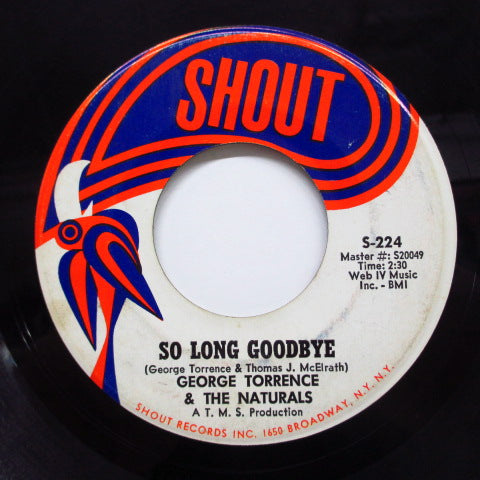 SHOUT
S-224
Master #: S20049
Time: 2:30
Web IV Music
Inc. - BMI
SO LONG GOODBYE
(George Torrence & Thomas J. McElrath)
GEORGE TORRENCE
& THE NATURALS
A T. M. S. Production
SHOUT RECORDS INC. 1650 BROADWAY, N.Y. N.Y.